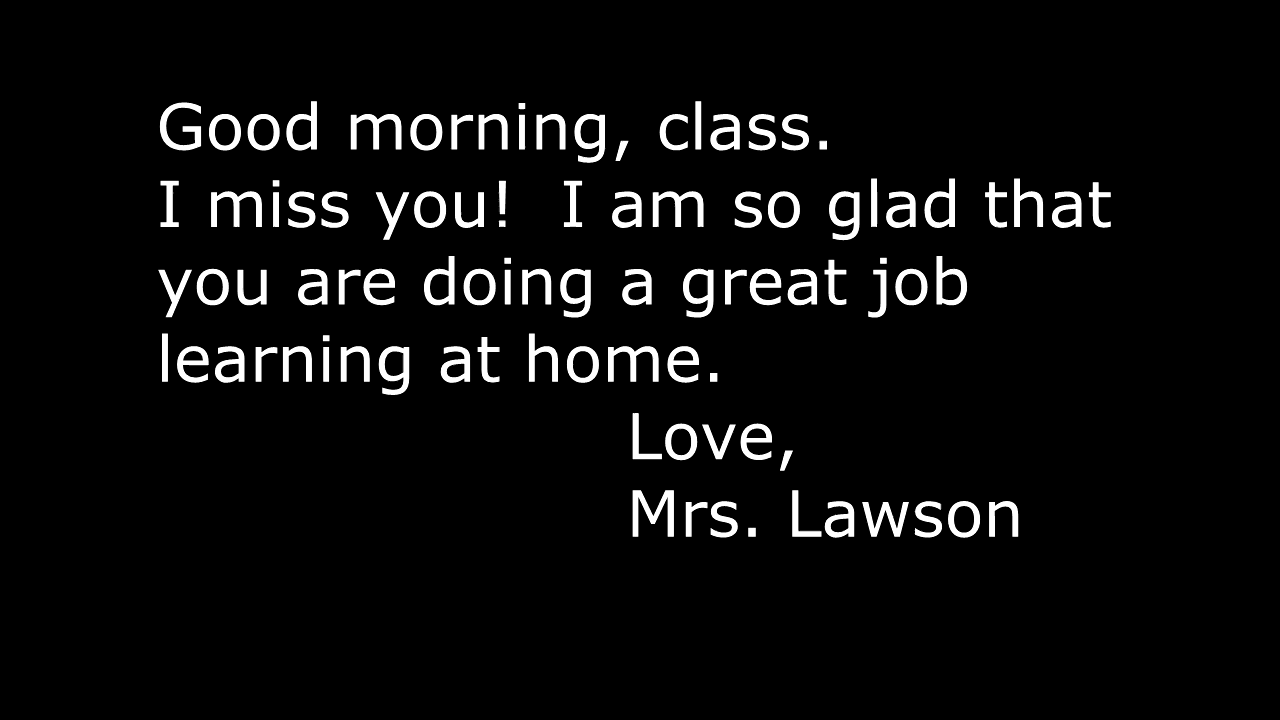 Good morning, class.
I miss you!  I am so glad that
you are doing a great job
learning at home.
Love,
Mrs. Lawson